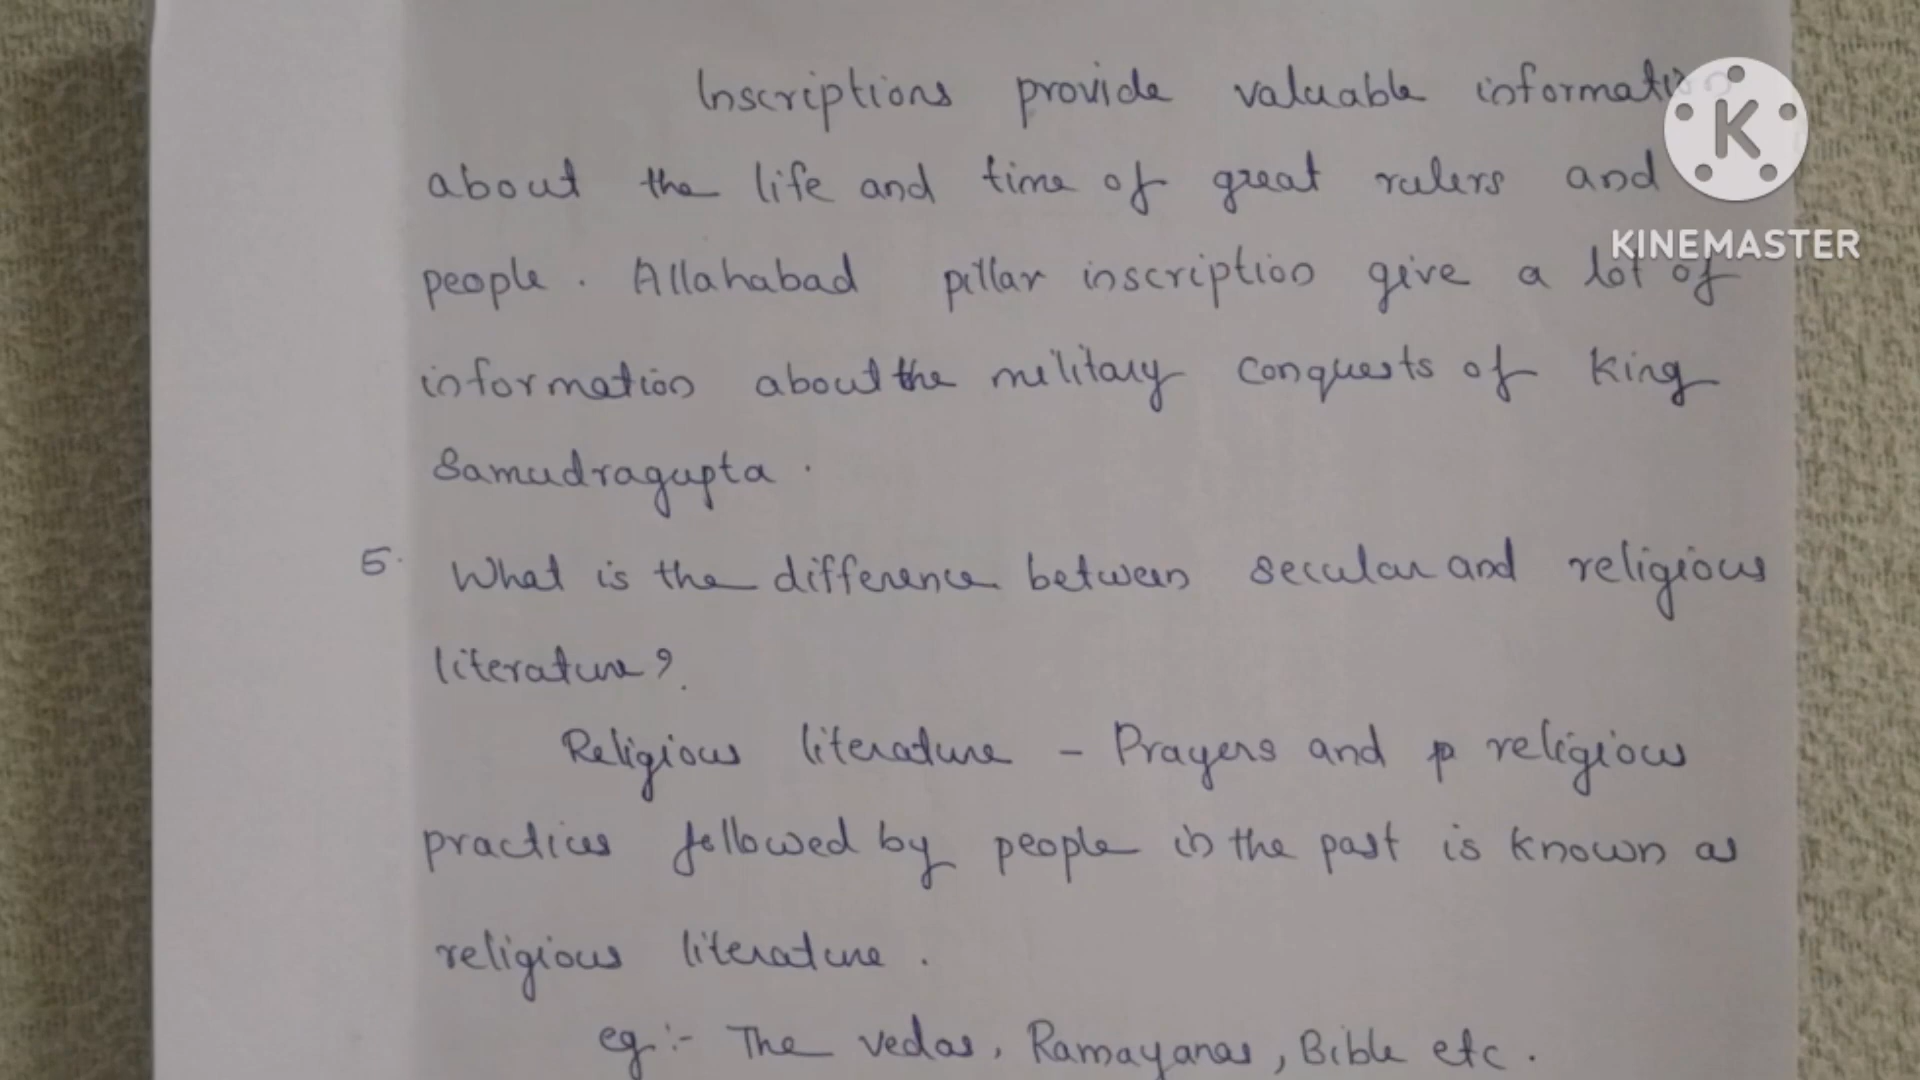 Inscriptions provide valuable information
about the life and time of great rulers and
people. Allahabad pillar inscription give a lot of
information about the military conquests of King
Samudragupta.
5. What is the difference between secular and religious
literature?
Religious literature - Prayers and p religious
practices followed by people in the past is known as
religious literature.
eg:- The vedas, Ramayanas, Bible etc.
K
KINEMASTER